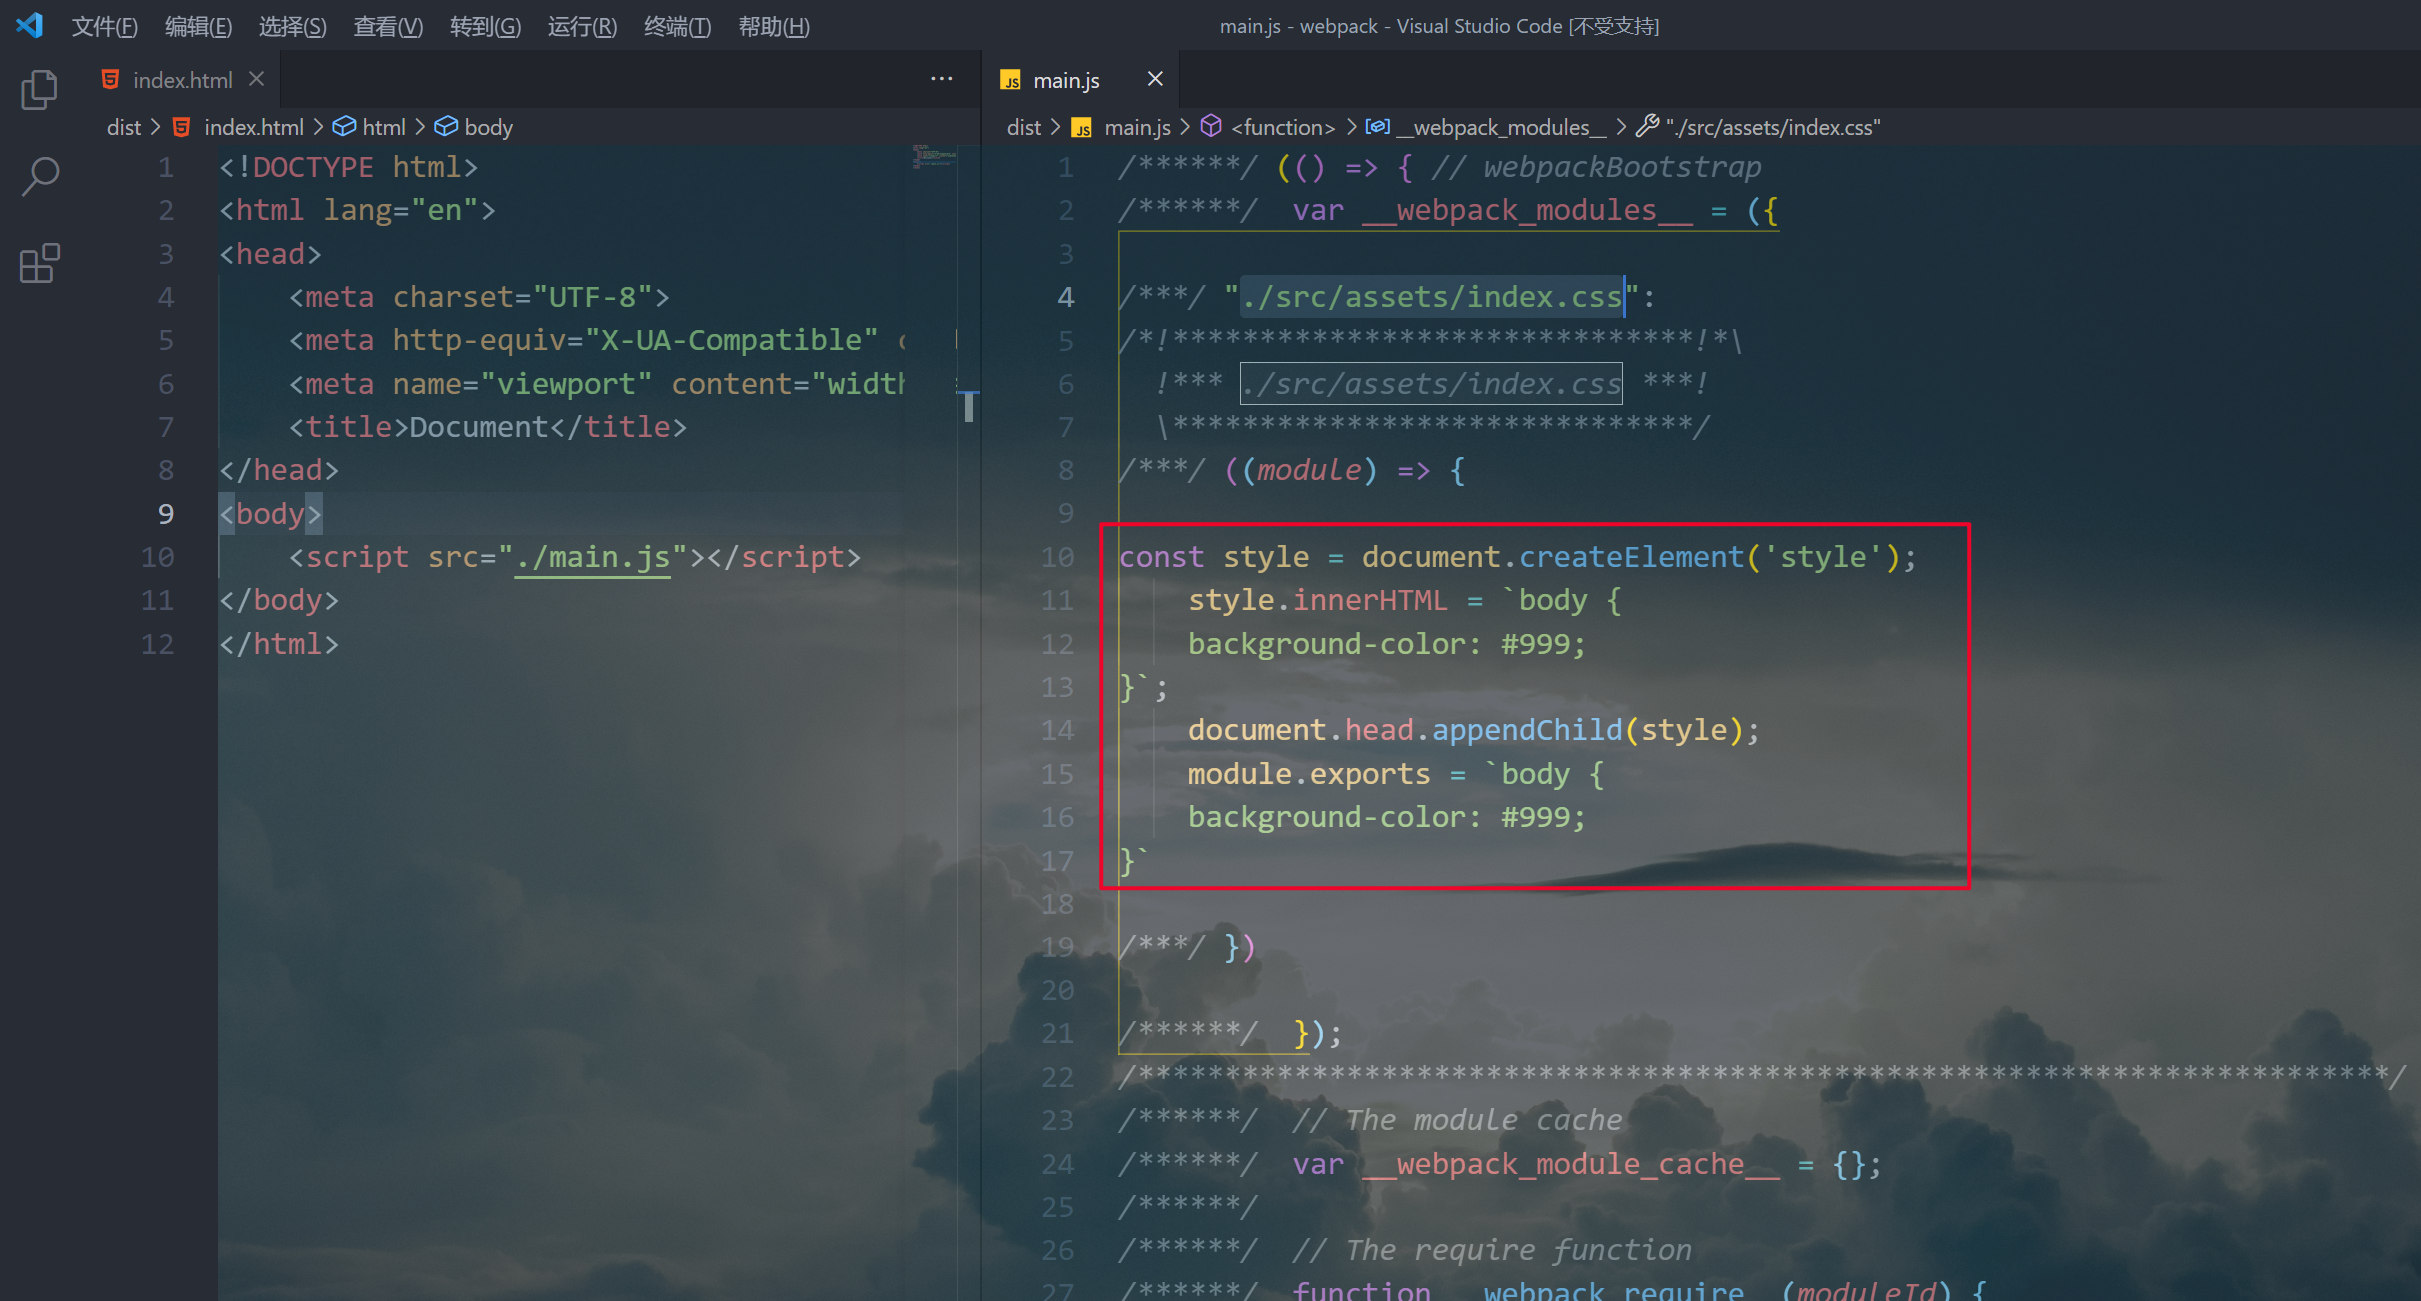 文件(F) 编辑(E) 选择(S) 查看(V) 转到(G) 运行(R) 终端(T) 帮助(H) main.js - webpack - Visual Studio Code [不受支持]
index.html
dist > index.html > html > body
1 <!DOCTYPE html>
2 <html lang="en">
3 <head>
4 <meta charset="UTF-8">
5 <meta http-equiv="X-UA-Compatible"
6 <meta name="viewport" content="width
7 <title>Document</title>
8 </head>
9 <body>
10 <script src="./main.js"></script>
11 </body>
12 </html>
JS main.js
dist > JS main.js > <function> > __webpack_modules__ > "./src/assets/index.css"
1 /******/ (() => { // webpackBootstrap
2 /******/ var __webpack_modules__ = ({
3
4 /***/ "./src/assets/index.css":
5 /*!******************************!*\
6 !*** ./src/assets/index.css ***!
7 \******************************/
8 /***/ ((module) => {
9
10 const style = document.createElement('style');
11 style.innerHTML = `body {
12 background-color: #999;
13 }`;
14 document.head.appendChild(style);
15 module.exports = `body {
16 background-color: #999;
17 }`
18
19 /***/ })
20
21 /******/ });
22 /************************************************************************/
23 /******/ // The module cache
24 /******/ var __webpack_module_cache__ = {};
25 /******/
26 /******/ // The require function
27 /******/ function __webpack_require__(moduleId) {